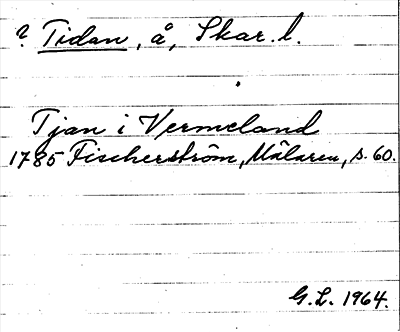 ? Tidan, å, Skar. l.
Tjan i Vermeland
1785 Fischerström, Mälaren, s. 60.
G.L. 1964.